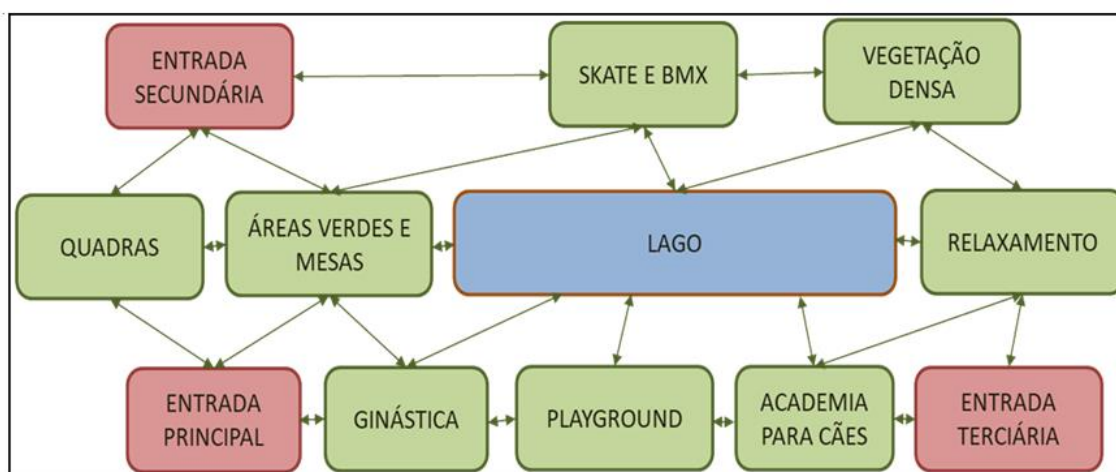 ENTRADA
SECUNDÁRIA
SKATE E BMX
VEGETAÇÃO
DENSA
QUADRAS
ÁREAS VERDES E
MESAS
LAGO
RELAXAMENTO
ENTRADA
PRINCIPAL
GINÁSTICA
PLAYGROUND
ACADEMIA
PARA CÃES
ENTRADA
TERCIÁRIA